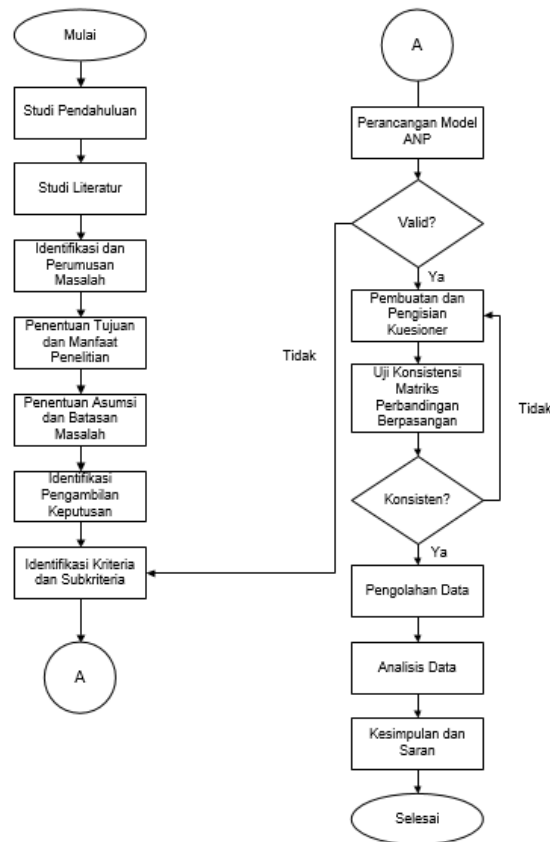 Mulai
Studi Pendahuluan
Studi Literatur
Identifikasi dan
Perumusan
Masalah
Penentuan Tujuan
dan Manfaat
Penelitian
Penentuan Asumsi
dan Batasan
Masalah
Identifikasi
Pengambilan
Keputusan
Identifikasi Kriteria
dan Subkriteria
A
A
Perancangan Model
ANP
Valid?
Ya
Tidak
Pembuatan dan
Pengisian
Kuesioner
Uji Konsistensi
Matriks
Perbandingan
Berpasangan
Tidak
Konsisten?
Ya
Pengolahan Data
Analisis Data
Kesimpulan dan
Saran
Selesai